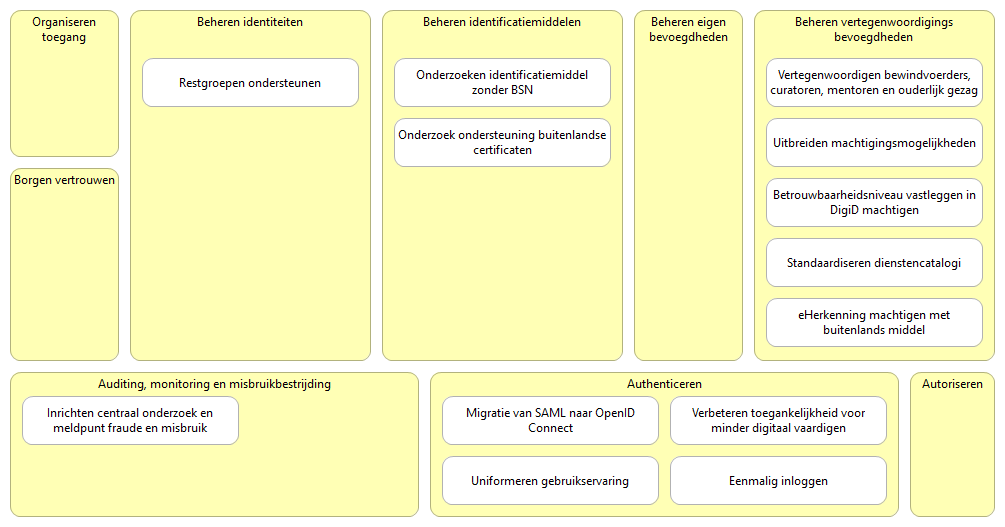 Organiseren
toegang
Borgen vertrouwen
Beheren identiteiten
Restgroepen ondersteunen
Beheren identificatiemiddelen
Onderzoeken identificatiemiddel
zonder BSN
Onderzoek ondersteuning buitenlandse
certificaten
Beheren eigen
bevoegdheden
Beheren vertegenwoordigings
bevoegdheden
Vertegenwoordigen bewindvoerders,
curatoren, mentoren en ouderlijk gezag
Uitbreiden machtigingsmogelijkheden
Betrouwbaarheidsniveau vastleggen in
DigiD machtigen
Standaardiseren dienstencatalogi
eHerkenning machtigen met
buitenlands middel
Auditing, monitoring en misbruikbestrijding
Inrichten centraal onderzoek en
meldpunt fraude en misbruik
Authenticeren
Migratie van SAML naar OpenID
Connect
Verbeteren toegankelijkheid voor
minder digitaal vaardigen
Uniformeren gebruikservaring
Eenmalig inloggen
Autoriseren